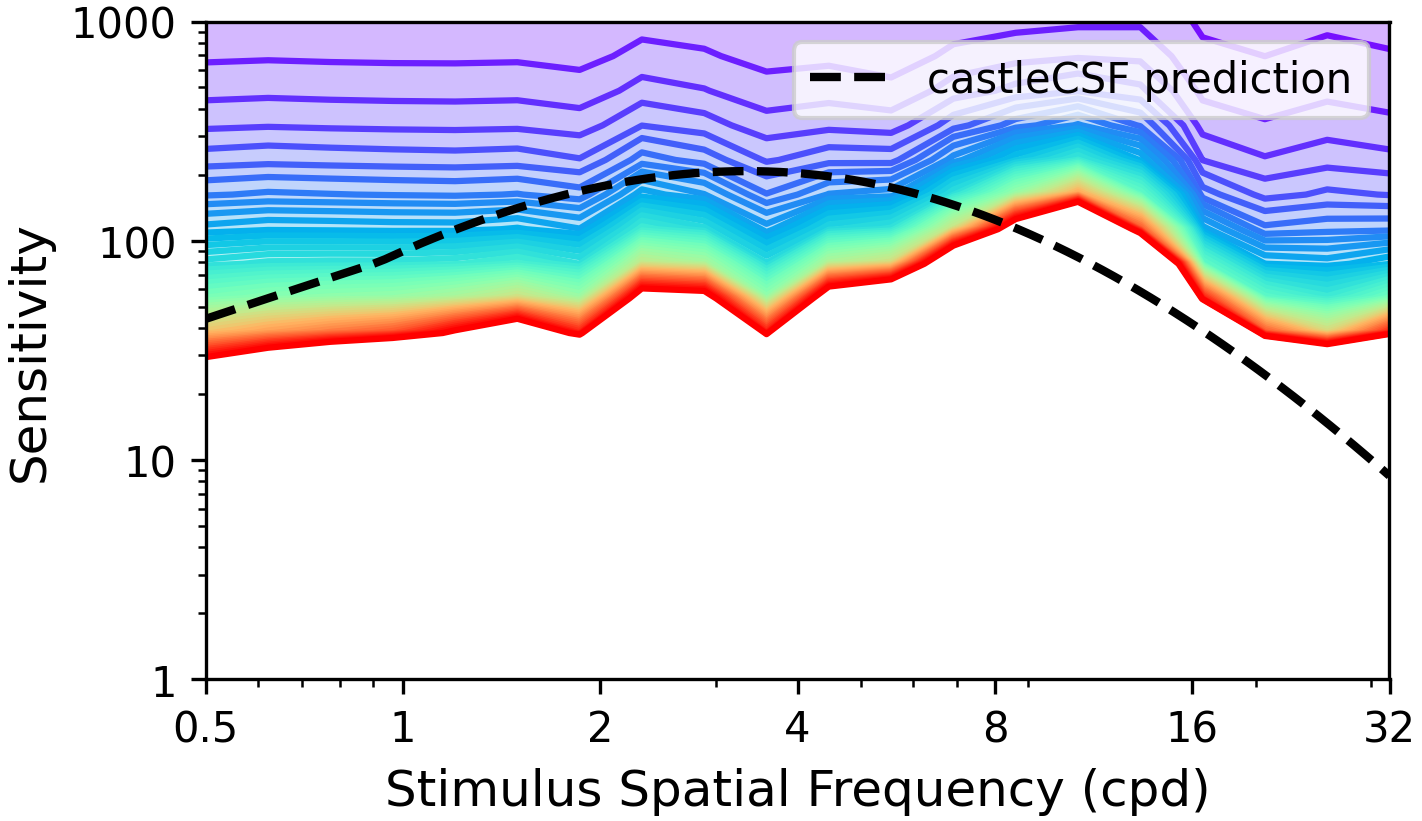 1000
100
10
1
Sensitivity
castleCSF prediction
0.5 1 2 4 8 16 32
Stimulus Spatial Frequency (cpd)